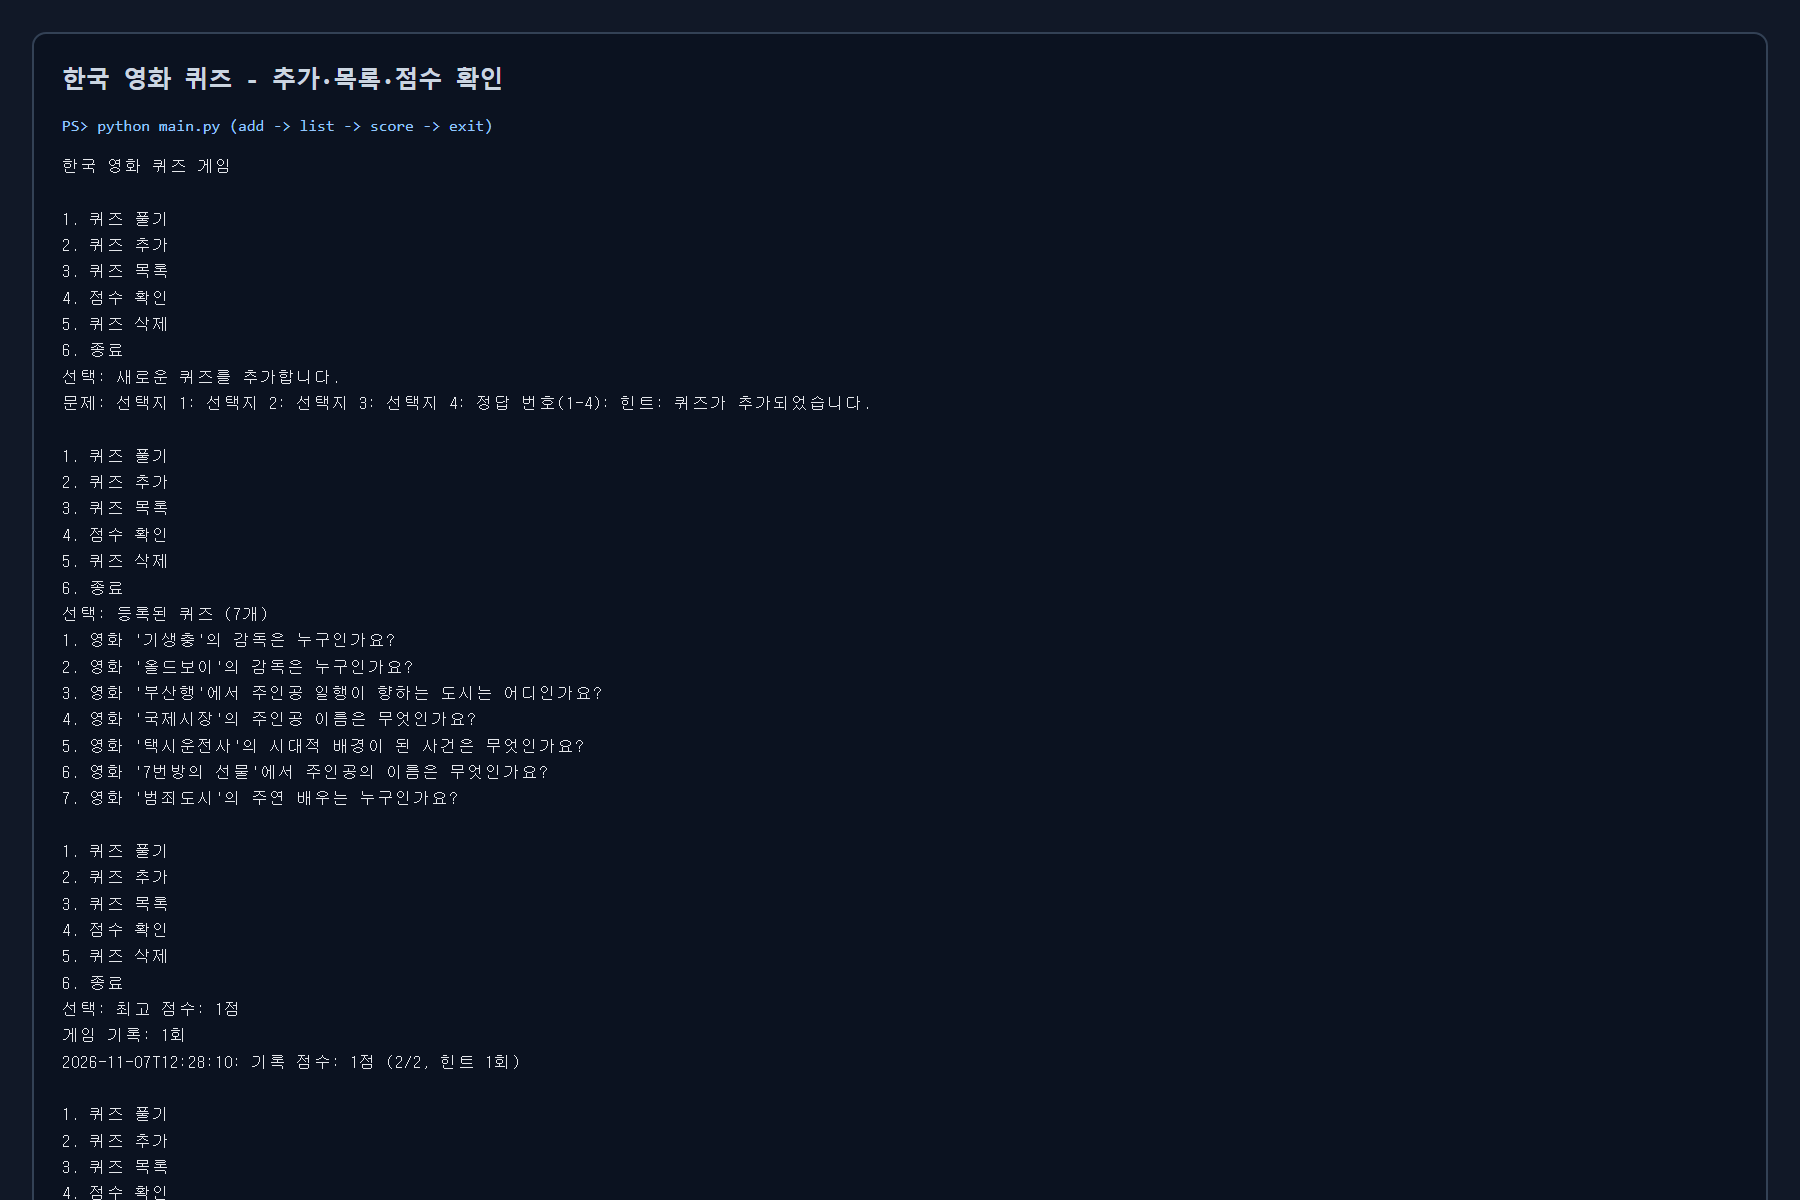 한국 영화 퀴즈 - 추가·목록·점수 확인
PS> python main.py (add -> list -> score -> exit)
한국 영화 퀴즈 게임
1. 퀴즈 풀기
2. 퀴즈 추가
3. 퀴즈 목록
4. 점수 확인
5. 퀴즈 삭제
6. 종료
선택: 새로운 퀴즈를 추가합니다.
문제: 선택지 1: 선택지 2: 선택지 3: 선택지 4: 정답 번호(1-4): 힌트: 퀴즈가 추가되었습니다.
1. 퀴즈 풀기
2. 퀴즈 추가
3. 퀴즈 목록
4. 점수 확인
5. 퀴즈 삭제
6. 종료
선택: 등록된 퀴즈 (7개)
1. 영화 '기생충'의 감독은 누구인가요?
2. 영화 '올드보이'의 감독은 누구인가요?
3. 영화 '부산행'에서 주인공 일행이 향하는 도시는 어디인가요?
4. 영화 '국제시장'의 주인공 이름은 무엇인가요?
5. 영화 '택시운전사'의 시대적 배경이 된 사건은 무엇인가요?
6. 영화 '7번방의 선물'에서 주인공의 이름은 무엇인가요?
7. 영화 '범죄도시'의 주연 배우는 누구인가요?
1. 퀴즈 풀기
2. 퀴즈 추가
3. 퀴즈 목록
4. 점수 확인
5. 퀴즈 삭제
6. 종료
선택: 최고 점수: 1점
게임 기록: 1회
2026-11-07T12:28:10: 기록 점수: 1점 (2/2, 힌트 1회)
1. 퀴즈 풀기
2. 퀴즈 추가
3. 퀴즈 목록
4. 점수 확인